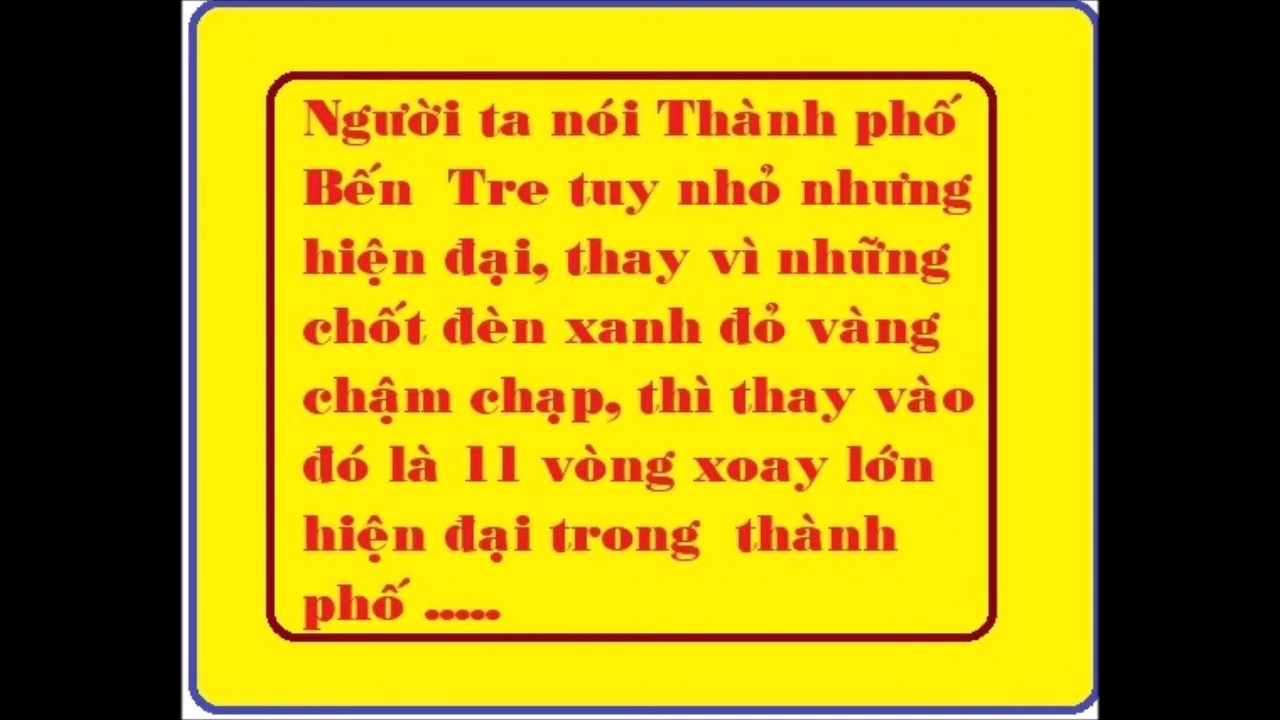 Người ta nói Thành phố
Bến Tre tuy nhỏ nhưng
hiện đại, thay vì những
chốt đèn xanh đỏ vàng
chậm chạp, thì thay vào
đó là 11 vòng xoay lớn
hiện đại trong thành
phố .....